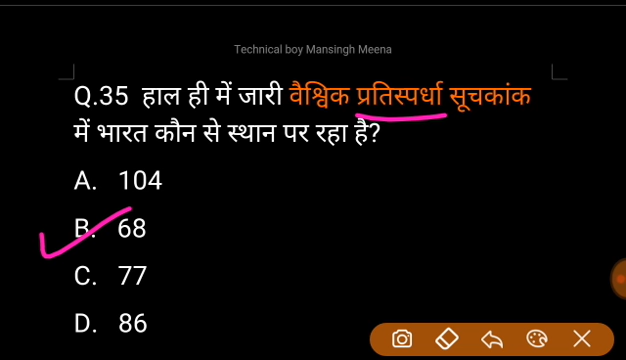 Technical boy Mansingh Meena
Q.35 हाल ही में जारी वैश्विक प्रतिस्पर्धा सूचकांक
में भारत कौन से स्थान पर रहा है?
A. 104
B. 68
C. 77
D. 86